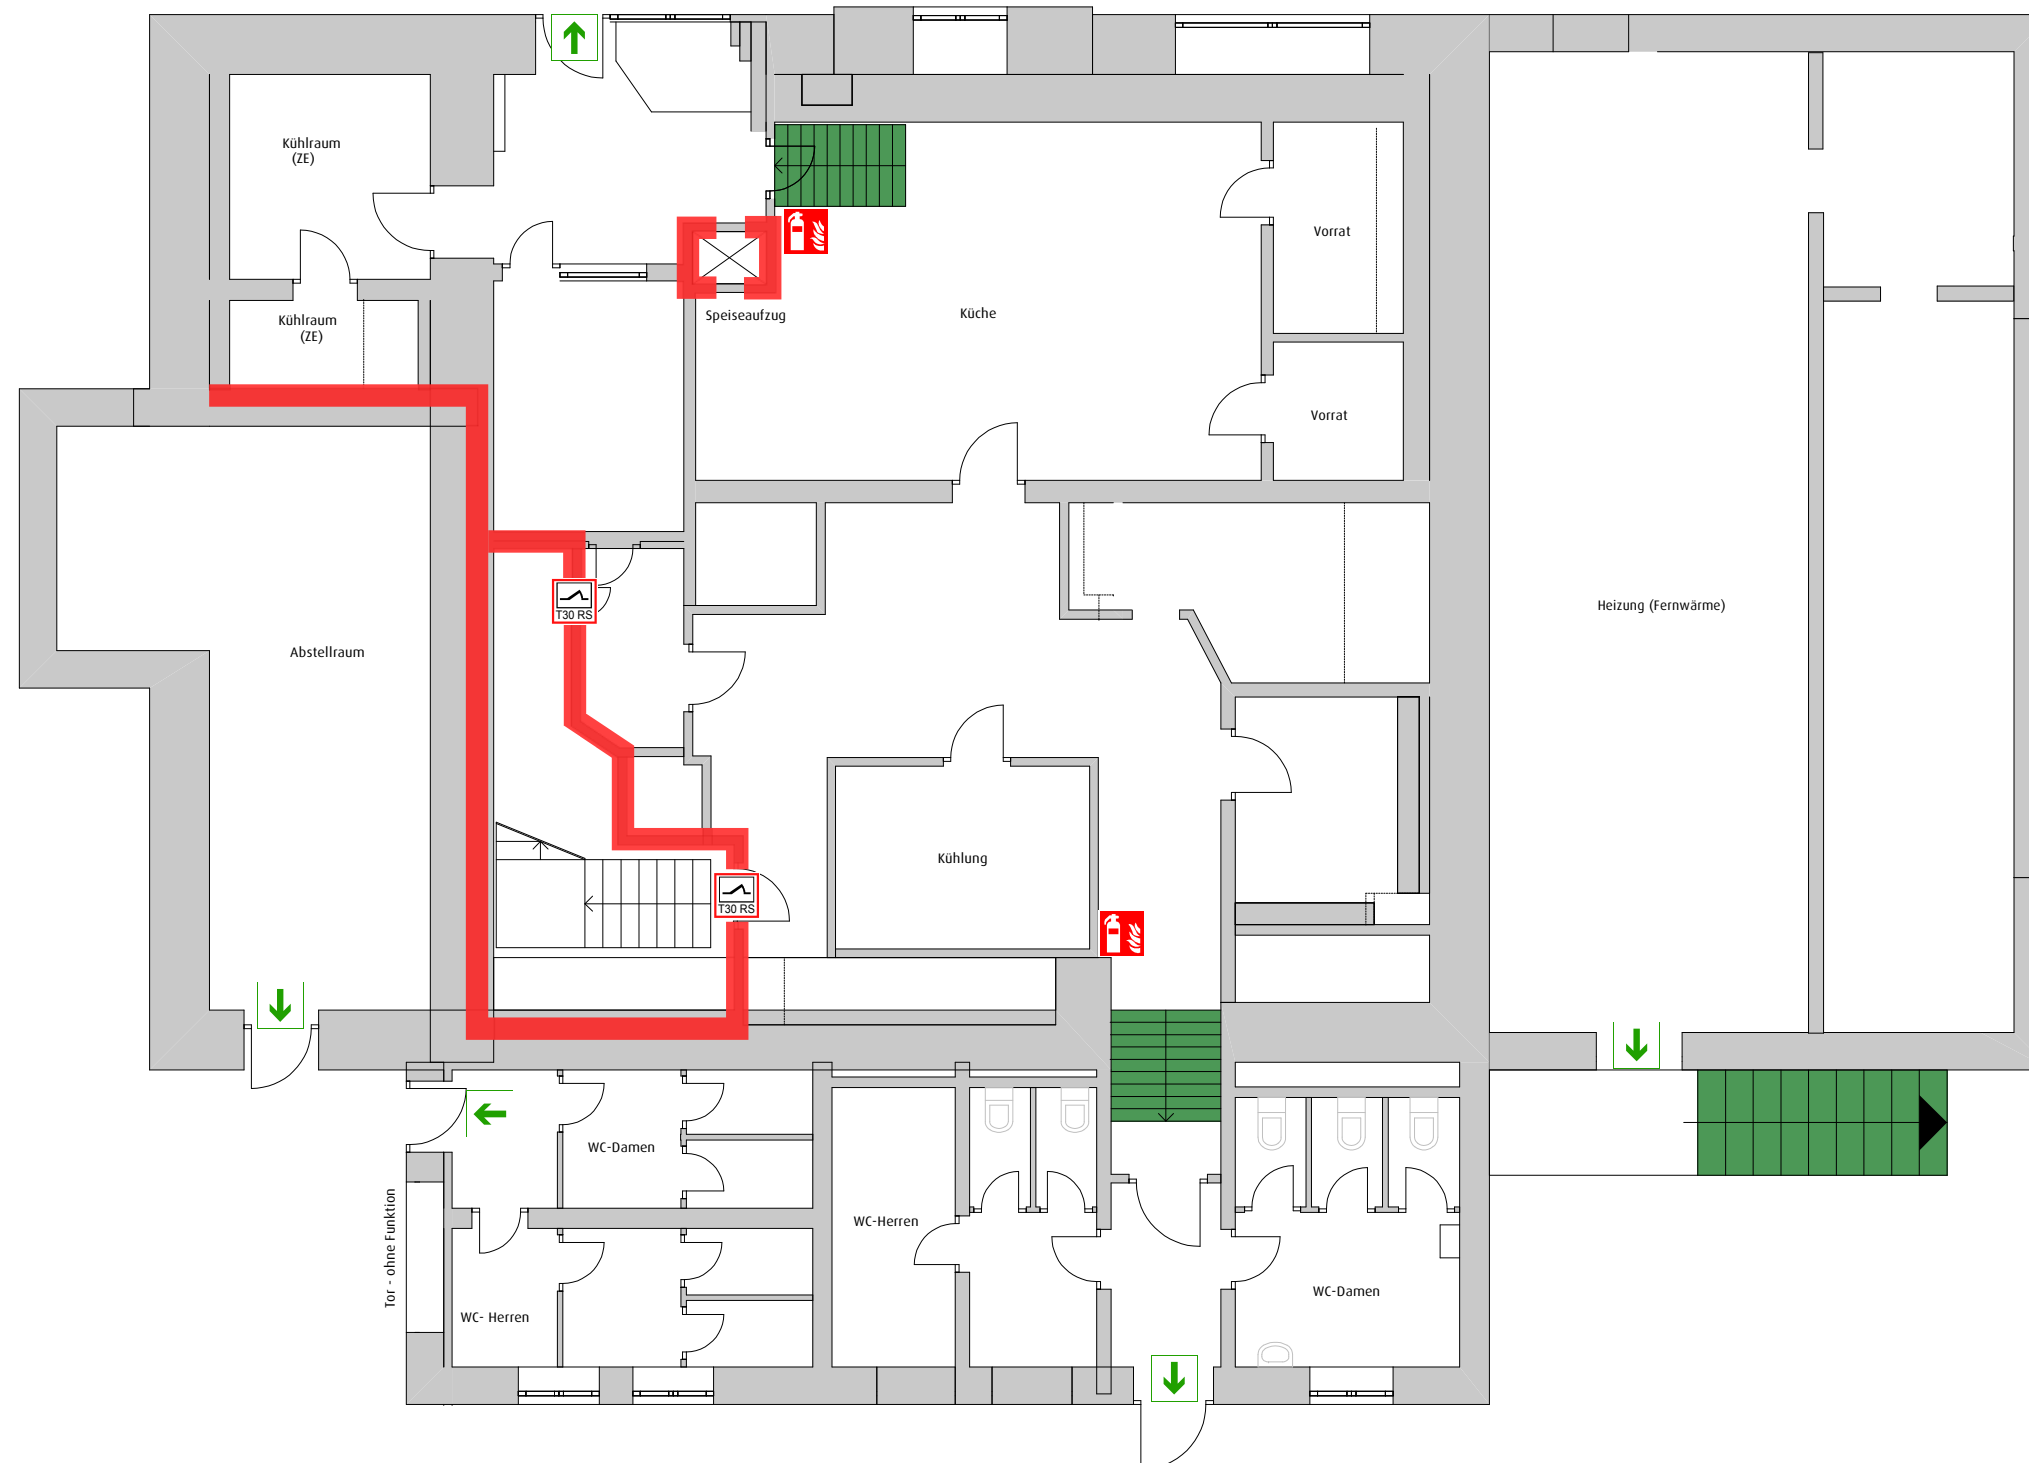 Kühlraum
(ZE)
Vorrat
Kühlraum
(ZE)
Speiseaufzug
Küche
Vorrat
T30 RS
Heizung (Fernwärme)
Abstellraum
Kühlung
T30 RS
WC-Damen
Tor - ohne Funktion
WC-Herren
WC- Herren
WC-Damen